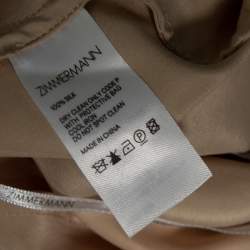 ZIMMERMANN
100% SILK
DRY CLEAN ONLY CODE P
WITH PROTECTIVE BAG
COOL IRON
DO NOT SPOT CLEAN
MADE IN CHINA
ZIMMERMANN